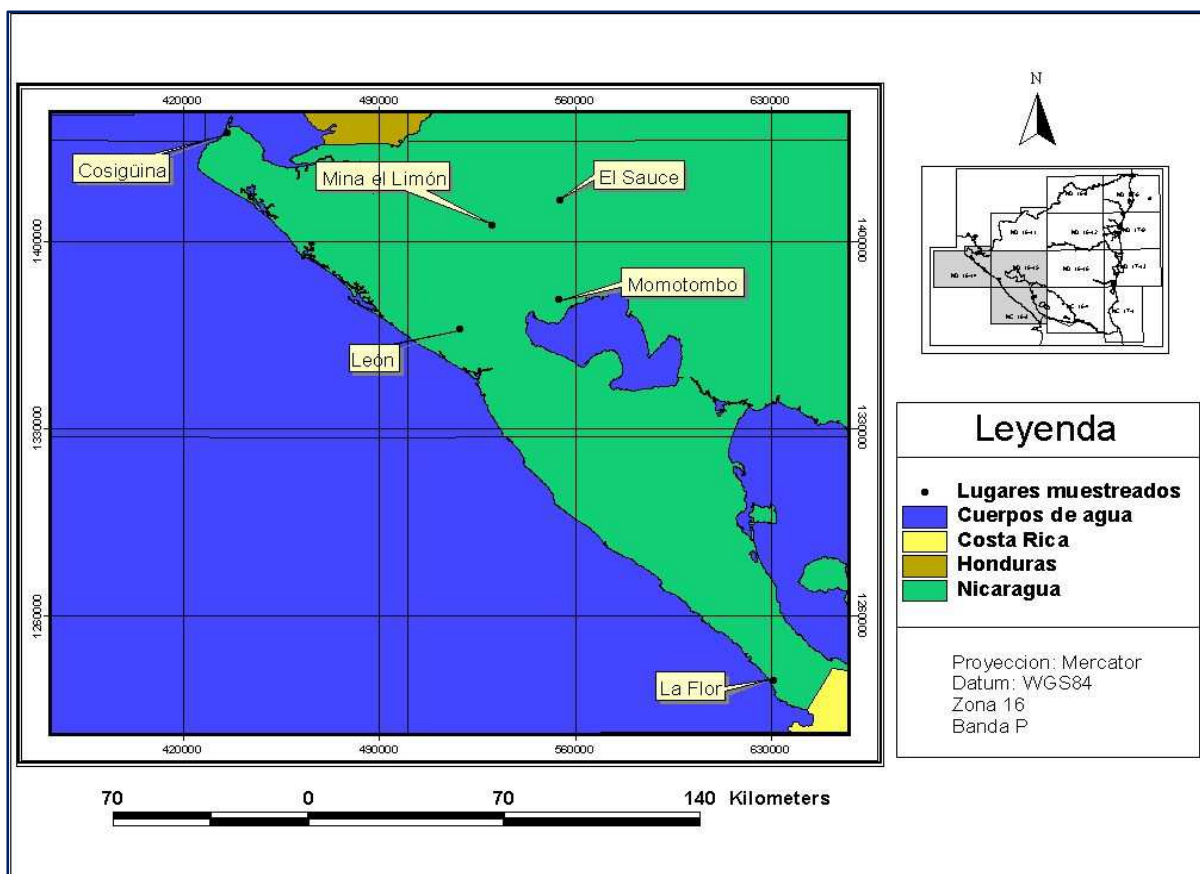 420000 490000 560000 630000
Cosigüina
Mina el Limón
El Sauce
1400000 1400000
Momotombo
León
1330000 1330000
1260000 1260000
La Flor
420000 490000 560000 630000
70 0 70 140 Kilometers
N
Leyenda
Lugares muestreados
Cuerpos de agua
Costa Rica
Honduras
Nicaragua
Proyeccion: Mercator
Datum: WGS84
Zona 16
Banda P